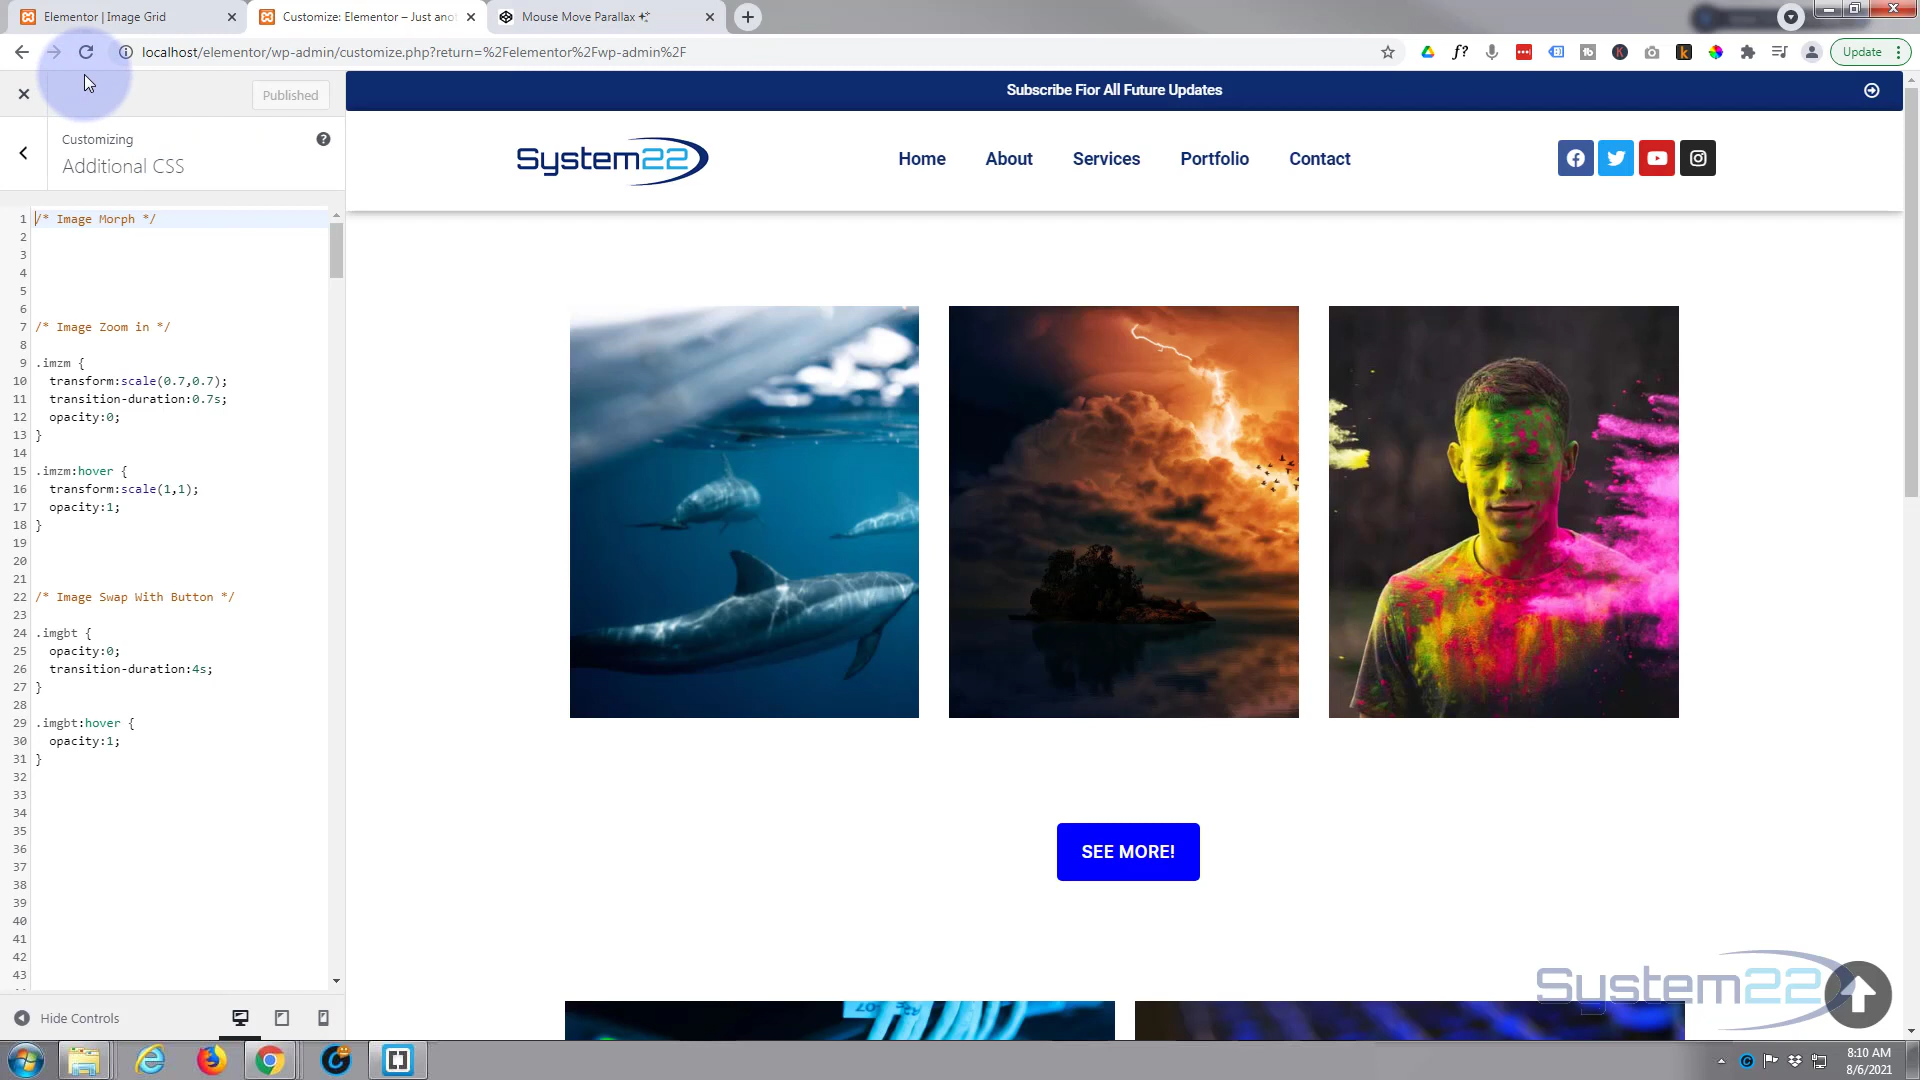 Elementor | Image Grid
Customize: Elementor – Just anot
Mouse Move Parallax
localhost/elementor/wp-admin/customize.php?return=%2Felementor%2Fwp-admin%2F
Update
Published
Customizing
Additional CSS
Subscribe Fior All Future Updates
System22
Home
About
Services
Portfolio
Contact
1 /* Image Morph */
2
3
4
5
6
7 /* Image Zoom in */
8
9 .imzm {
10 transform:scale(0.7,0.7);
11 transition-duration:0.7s;
12 opacity:0;
13 }
14
15 .imzm:hover {
16 transform:scale(1,1);
17 opacity:1;
18 }
19
20
21
22 /* Image Swap With Button */
23
24 .imgbt {
25 opacity:0;
26 transition-duration:4s;
27 }
28
29 .imgbt:hover {
30 opacity:1;
31 }
32
33
34
35
36
37
38
39
40
41
42
43
SEE MORE!
System22
Hide Controls
8:10 AM
8/6/2021